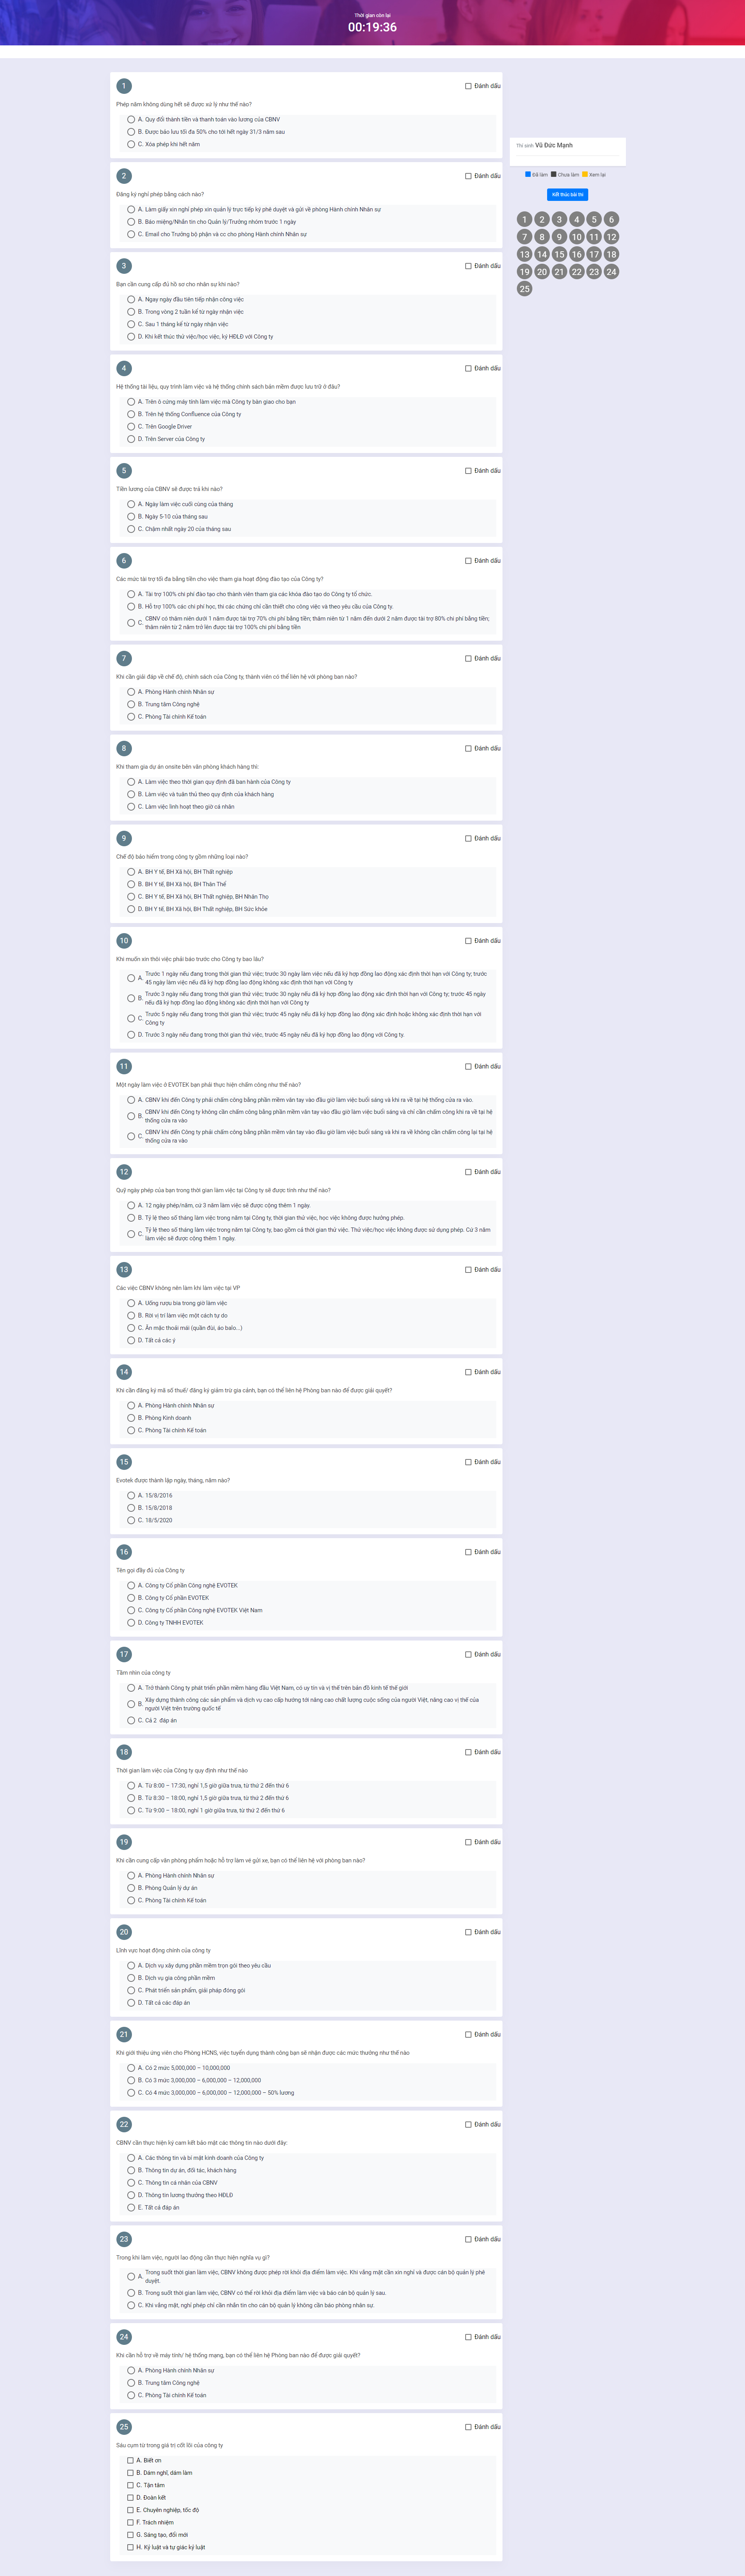 Thời gian còn lại
00:19:36
Thí sinh: Vũ Đức Mạnh
Đã làm Chưa làm Xem lại
Kết thúc bài thi
1 2 3 4 5 6
7 8 9 10 11 12
13 14 15 16 17 18
19 20 21 22 23 24
25
1 Đánh dấu
Phép năm không dùng hết sẽ được xử lý như thế nào?
A. Quy đổi thành tiền và thanh toán vào lương của CBNV
B. Được bảo lưu tối đa 50% cho tới hết ngày 31/3 năm sau
C. Xóa phép khi hết năm
2 Đánh dấu
Đăng ký nghỉ phép bằng cách nào?
A. Làm giấy xin nghỉ phép xin quản lý trực tiếp ký phê duyệt và gửi về phòng Hành chính Nhân sự
B. Báo miệng/Nhắn tin cho Quản lý/Trưởng nhóm trước 1 ngày
C. Email cho Trưởng bộ phận và cc cho phòng Hành chính Nhân sự
3 Đánh dấu
Bạn cần cung cấp đủ hồ sơ cho nhân sự khi nào?
A. Ngay ngày đầu tiên tiếp nhận công việc
B. Trong vòng 2 tuần kể từ ngày nhận việc
C. Sau 1 tháng kể từ ngày nhận việc
D. Khi kết thúc thử việc/học việc, ký HĐLĐ với Công ty
4 Đánh dấu
Hệ thống tài liệu, quy trình làm việc và hệ thống chính sách bản mềm được lưu trữ ở đâu?
A. Trên ổ cứng máy tính làm việc mà Công ty bàn giao cho bạn
B. Trên hệ thống Confluence của Công ty
C. Trên Google Driver
D. Trên Server của Công ty
5 Đánh dấu
Tiền lương của CBNV sẽ được trả khi nào?
A. Ngày làm việc cuối cùng của tháng
B. Ngày 5-10 của tháng sau
C. Chậm nhất ngày 20 của tháng sau
6 Đánh dấu
Các mức tài trợ tối đa bằng tiền cho việc tham gia hoạt động đào tạo của Công ty?
A. Tài trợ 100% chi phí đào tạo cho thành viên tham gia các khóa đào tạo do Công ty tổ chức.
B. Hỗ trợ 100% các chi phí học, thi các chứng chỉ cần thiết cho công việc và theo yêu cầu của Công ty.
C. CBNV có thâm niên dưới 1 năm được tài trợ 70% chi phí bằng tiền; thâm niên từ 1 năm đến dưới 2 năm được tài trợ 80% chi phí bằng tiền;
thâm niên từ 2 năm trở lên được tài trợ 100% chi phí bằng tiền
7 Đánh dấu
Khi cần giải đáp về chế độ, chính sách của Công ty, thành viên có thể liên hệ với phòng ban nào?
A. Phòng Hành chính Nhân sự
B. Trung tâm Công nghệ
C. Phòng Tài chính Kế toán
8 Đánh dấu
Khi tham gia dự án onsite bên văn phòng khách hàng thì:
A. Làm việc theo thời gian quy định đã ban hành của Công ty
B. Làm việc và tuân thủ theo quy định của khách hàng
C. Làm việc linh hoạt theo giờ cá nhân
9 Đánh dấu
Chế độ bảo hiểm trong công ty gồm những loại nào?
A. BH Y tế, BH Xã hội, BH Thất nghiệp
B. BH Y tế, BH Xã hội, BH Thân Thể
C. BH Y tế, BH Xã hội, BH Thất nghiệp, BH Nhân Thọ
D. BH Y tế, BH Xã hội, BH Thất nghiệp, BH Sức khỏe
10 Đánh dấu
Khi muốn xin thôi việc phải báo trước cho Công ty bao lâu?
A. Trước 1 ngày nếu đang trong thời gian thử việc; trước 30 ngày làm việc nếu đã ký hợp đồng lao động xác định thời hạn với Công ty; trước
45 ngày làm việc nếu đã ký hợp đồng lao động không xác định thời hạn với Công ty
B. Trước 3 ngày nếu đang trong thời gian thử việc; trước 30 ngày nếu đã ký hợp đồng lao động xác định thời hạn với Công ty; trước 45 ngày
nếu đã ký hợp đồng lao động không xác định thời hạn với Công ty
C. Trước 5 ngày nếu đang trong thời gian thử việc; trước 45 ngày nếu đã ký hợp đồng lao động xác định hoặc không xác định thời hạn với
Công ty
D. Trước 3 ngày nếu đang trong thời gian thử việc, trước 45 ngày nếu đã ký hợp đồng lao động với Công ty.
11 Đánh dấu
Một ngày làm việc ở EVOTEK bạn phải thực hiện chấm công như thế nào?
A. CBNV khi đến Công ty phải chấm công bằng phần mềm vân tay vào đầu giờ làm việc buổi sáng và khi ra về tại hệ thống cửa ra vào.
B. CBNV khi đến Công ty không cần chấm công bằng phần mềm vân tay vào đầu giờ làm việc buổi sáng và chỉ cần chấm công khi ra về tại hệ
thống cửa ra vào
C. CBNV khi đến Công ty phải chấm công bằng phần mềm vân tay vào đầu giờ làm việc buổi sáng và khi ra về không cần chấm công lại tại hệ
thống cửa ra vào
12 Đánh dấu
Quỹ ngày phép của bạn trong thời gian làm việc tại Công ty sẽ được tính như thế nào?
A. 12 ngày phép/năm, cứ 3 năm làm việc sẽ được cộng thêm 1 ngày.
B. Tỷ lệ theo số tháng làm việc trong năm tại Công ty, thời gian thử việc, học việc không được hưởng phép.
C. Tỷ lệ theo số tháng làm việc trong năm tại Công ty, bao gồm cả thời gian thử việc. Thử việc/học việc không được sử dụng phép. Cứ 3 năm
làm việc sẽ được cộng thêm 1 ngày.
13 Đánh dấu
Các việc CBNV không nên làm khi làm việc tại VP
A. Uống rượu bia trong giờ làm việc
B. Rời vị trí làm việc một cách tự do
C. Ăn mặc thoải mái (quần đùi, áo balo...)
D. Tất cả các ý
14 Đánh dấu
Khi cần đăng ký mã số thuế/ đăng ký giảm trừ gia cảnh, bạn có thể liên hệ Phòng ban nào để được giải quyết?
A. Phòng Hành chính Nhân sự
B. Phòng Kinh doanh
C. Phòng Tài chính Kế toán
15 Đánh dấu
Evotek được thành lập ngày, tháng, năm nào?
A. 15/8/2016
B. 15/8/2018
C. 18/5/2020
16 Đánh dấu
Tên gọi đầy đủ của Công ty
A. Công ty Cổ phần Công nghệ EVOTEK
B. Công ty Cổ phần EVOTEK
C. Công ty Cổ phần Công nghệ EVOTEK Việt Nam
D. Công ty TNHH EVOTEK
17 Đánh dấu
Tầm nhìn của công ty
A. Trở thành Công ty phát triển phần mềm hàng đầu Việt Nam, có uy tín và vị thế trên bản đồ kinh tế thế giới
B. Xây dựng thành công các sản phẩm và dịch vụ cao cấp hướng tới nâng cao chất lượng cuộc sống của người Việt, nâng cao vị thế của
người Việt trên trường quốc tế
C. Cả 2 đáp án
18 Đánh dấu
Thời gian làm việc của Công ty quy định như thế nào
A. Từ 8:00 – 17:30, nghỉ 1,5 giờ giữa trưa, từ thứ 2 đến thứ 6
B. Từ 8:30 – 18:00, nghỉ 1,5 giờ giữa trưa, từ thứ 2 đến thứ 6
C. Từ 9:00 – 18:00, nghỉ 1 giờ giữa trưa, từ thứ 2 đến thứ 6
19 Đánh dấu
Khi cần cung cấp văn phòng phẩm hoặc hỗ trợ làm vé gửi xe, bạn có thể liên hệ với phòng ban nào?
A. Phòng Hành chính Nhân sự
B. Phòng Quản lý dự án
C. Phòng Tài chính Kế toán
20 Đánh dấu
Lĩnh vực hoạt động chính của công ty
A. Dịch vụ xây dựng phần mềm trọn gói theo yêu cầu
B. Dịch vụ gia công phần mềm
C. Phát triển sản phẩm, giải pháp đóng gói
D. Tất cả các đáp án
21 Đánh dấu
Khi giới thiệu ứng viên cho Phòng HCNS, việc tuyển dụng thành công bạn sẽ nhận được các mức thưởng như thế nào
A. Có 2 mức 5,000,000 – 10,000,000
B. Có 3 mức 3,000,000 – 6,000,000 – 12,000,000
C. Có 4 mức 3,000,000 – 6,000,000 – 12,000,000 – 50% lương
22 Đánh dấu
CBNV cần thực hiện ký cam kết bảo mật các thông tin nào dưới đây:
A. Các thông tin và bí mật kinh doanh của Công ty
B. Thông tin dự án, đối tác, khách hàng
C. Thông tin cá nhân của CBNV
D. Thông tin lương thưởng theo HĐLĐ
E. Tất cả đáp án
23 Đánh dấu
Trong khi làm việc, người lao động cần thực hiện nghĩa vụ gì?
A. Trong suốt thời gian làm việc, CBNV không được phép rời khỏi địa điểm làm việc. Khi vắng mặt cần xin nghỉ và được cán bộ quản lý phê
duyệt.
B. Trong suốt thời gian làm việc, CBNV có thể rời khỏi địa điểm làm việc và báo cán bộ quản lý sau.
C. Khi vắng mặt, nghỉ phép chỉ cần nhắn tin cho cán bộ quản lý không cần báo phòng nhân sự.
24 Đánh dấu
Khi cần hỗ trợ về máy tính/ hệ thống mạng, bạn có thể liên hệ Phòng ban nào để được giải quyết?
A. Phòng Hành chính Nhân sự
B. Trung tâm Công nghệ
C. Phòng Tài chính Kế toán
25 Đánh dấu
Sáu cụm từ trong giá trị cốt lõi của công ty
A. Biết ơn
B. Dám nghĩ, dám làm
C. Tận tâm
D. Đoàn kết
E. Chuyên nghiệp, tốc độ
F. Trách nhiệm
G. Sáng tạo, đổi mới
H. Kỷ luật và tự giác kỷ luật